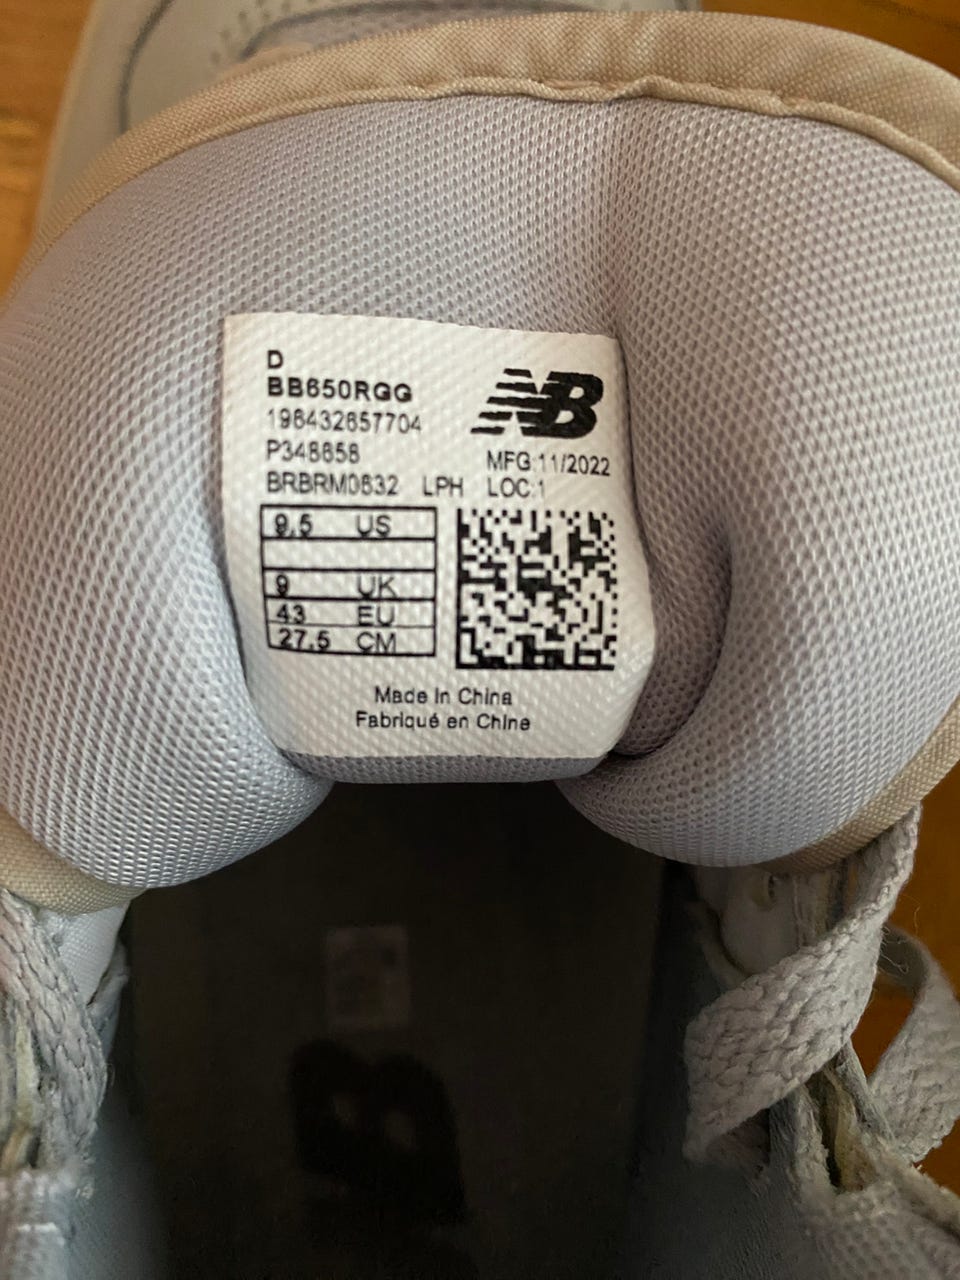 D
BB650RGG
NB
196432657704
P348658
MFG:11/2022
BRBRM0632 LPH LOC:1
9.5 US
9 UK
43 EU
27.5 CM
Made in China
Fabriqué en Chine